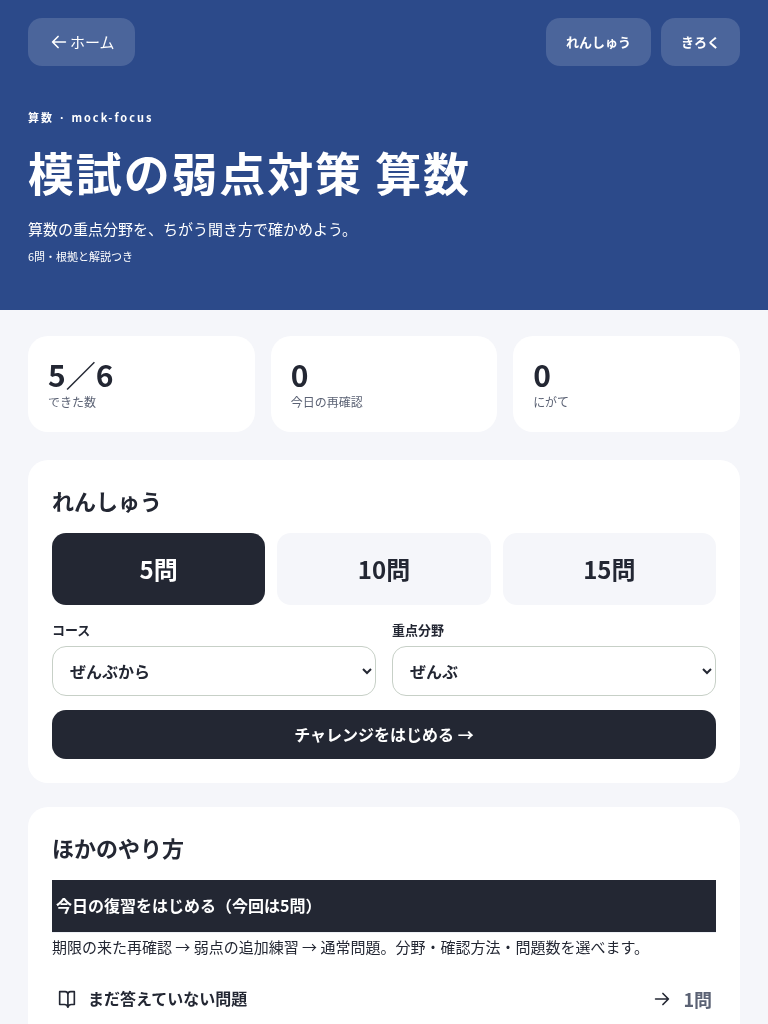 ← ホーム
れんしゅう
きろく
算数 · mock-focus
模試の弱点対策 算数
算数の重点分野を、ちがう聞き方で確かめよう。
6問・根拠と解説つき
5／6
できた数
0
今日の再確認
0
にがて
れんしゅう
5問
10問
15問
コース
重点分野
ぜんぶから
ぜんぶ
チャレンジをはじめる →
ほかのやり方
今日の復習をはじめる（今回は5問）
期限の来た再確認 → 弱点の追加練習 → 通常問題。分野・確認方法・問題数を選べます。
まだ答えていない問題 → 1問